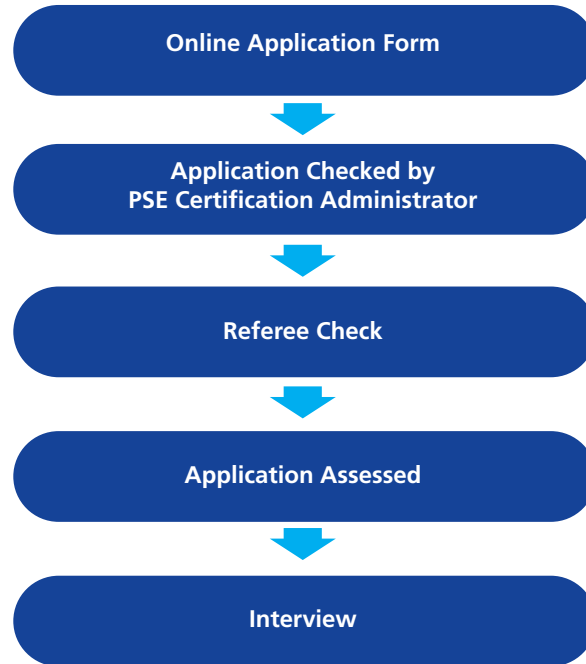 Online Application Form
Application Checked by
PSE Certification Administrator
Referee Check
Application Assessed
Interview